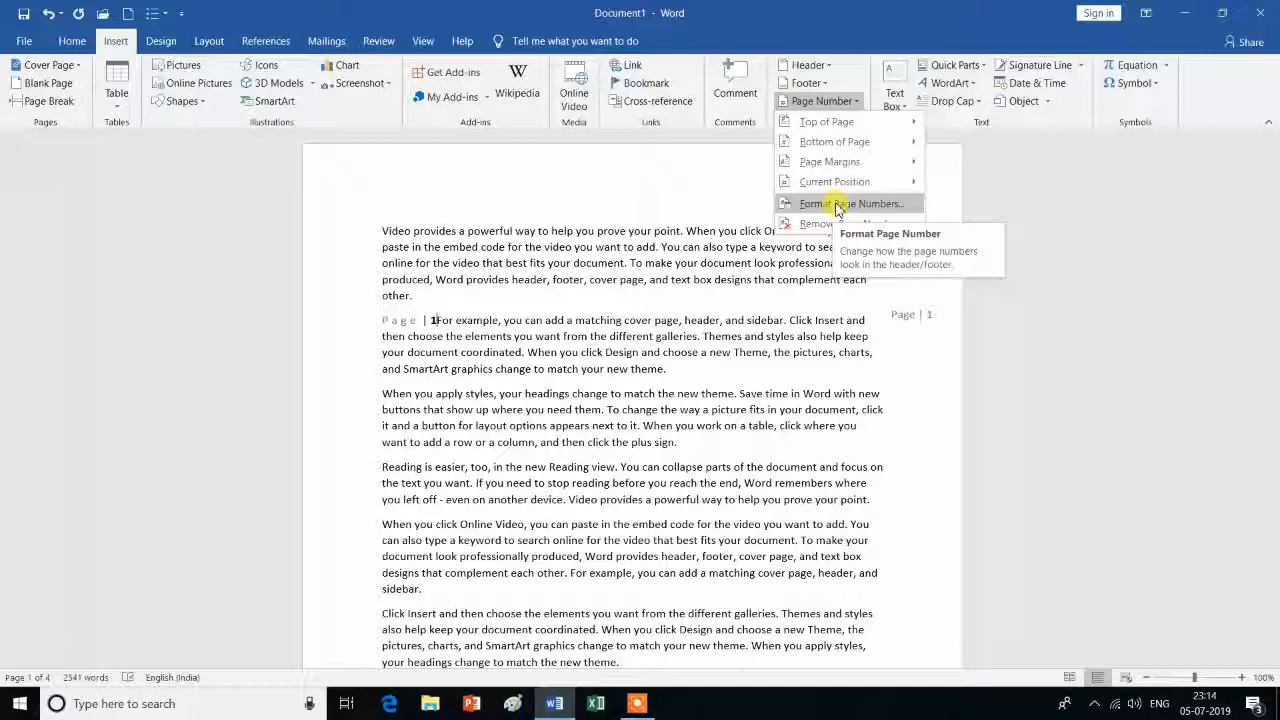 Document1 - Word
Sign in
File Home Insert Design Layout References Mailings Review View Help Tell me what you want to do
Share
Cover Page
Blank Page
Page Break
Pages
Table
Tables
Pictures
Online Pictures
Shapes
Icons
3D Models
SmartArt
Chart
Screenshot
Illustrations
Get Add-ins
My Add-ins
Wikipedia
Add-ins
Online
Video
Media
Link
Bookmark
Cross-reference
Links
Comment
Comments
Header
Footer
Page Number
Text
Box
Quick Parts
WordArt
Drop Cap
Signature Line
Date & Time
Object
Text
Equation
Symbol
Symbols
Top of Page
Bottom of Page
Page Margins
Current Position
Format Page Numbers...
Format Page Number
Change how the page numbers
look in the header/footer.
Video provides a powerful way to help you prove your point. When you click
paste in the embed code for the video you want to add. You can also type a keyword to
online for the video that best fits your document. To make your document look
produced, Word provides header, footer, cover page, and text box designs that complement each
other.
Page | 1For example, you can add a matching cover page, header, and sidebar. Click Insert and
Page | 1
then choose the elements you want from the different galleries. Themes and styles also help keep
your document coordinated. When you click Design and choose a new Theme, the pictures, charts,
and SmartArt graphics change to match your new theme.
When you apply styles, your headings change to match the new theme. Save time in Word with new
buttons that show up where you need them. To change the way a picture fits in your document, click
it and a button for layout options appears next to it. When you work on a table, click where you
want to add a row or a column, and then click the plus sign.
Reading is easier, too, in the new Reading view. You can collapse parts of the document and focus on
the text you want. If you need to stop reading before you reach the end, Word remembers where
you left off - even on another device. Video provides a powerful way to help you prove your point.
When you click Online Video, you can paste in the embed code for the video you want to add. You
can also type a keyword to search online for the video that best fits your document. To make your
document look professionally produced, Word provides header, footer, cover page, and text box
designs that complement each other. For example, you can add a matching cover page, header, and
sidebar.
Click Insert and then choose the elements you want from the different galleries. Themes and styles
also help keep your document coordinated. When you click Design and choose a new Theme, the
pictures, charts, and SmartArt graphics change to match your new theme. When you apply styles,
your headings change to match the new theme.
Page 1 of 4 2541 words English (India)
100%
Type here to search
ENG
23:14
05-07-2019
3